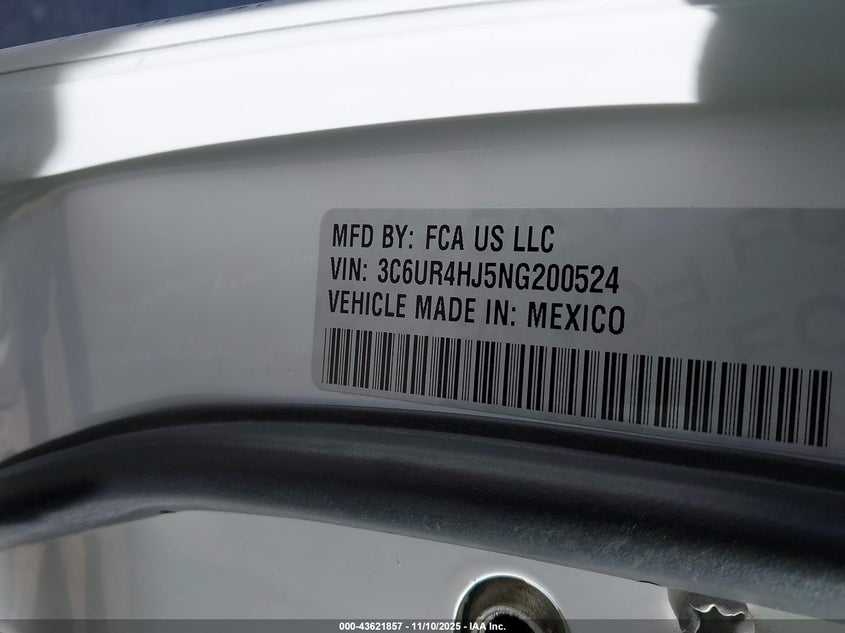 MFD BY: FCA US LLC
VIN: 3C6UR4HJ5NG200524
VEHICLE MADE IN: MEXICO
000-43621857 - 11/10/2025 - IAA Inc.